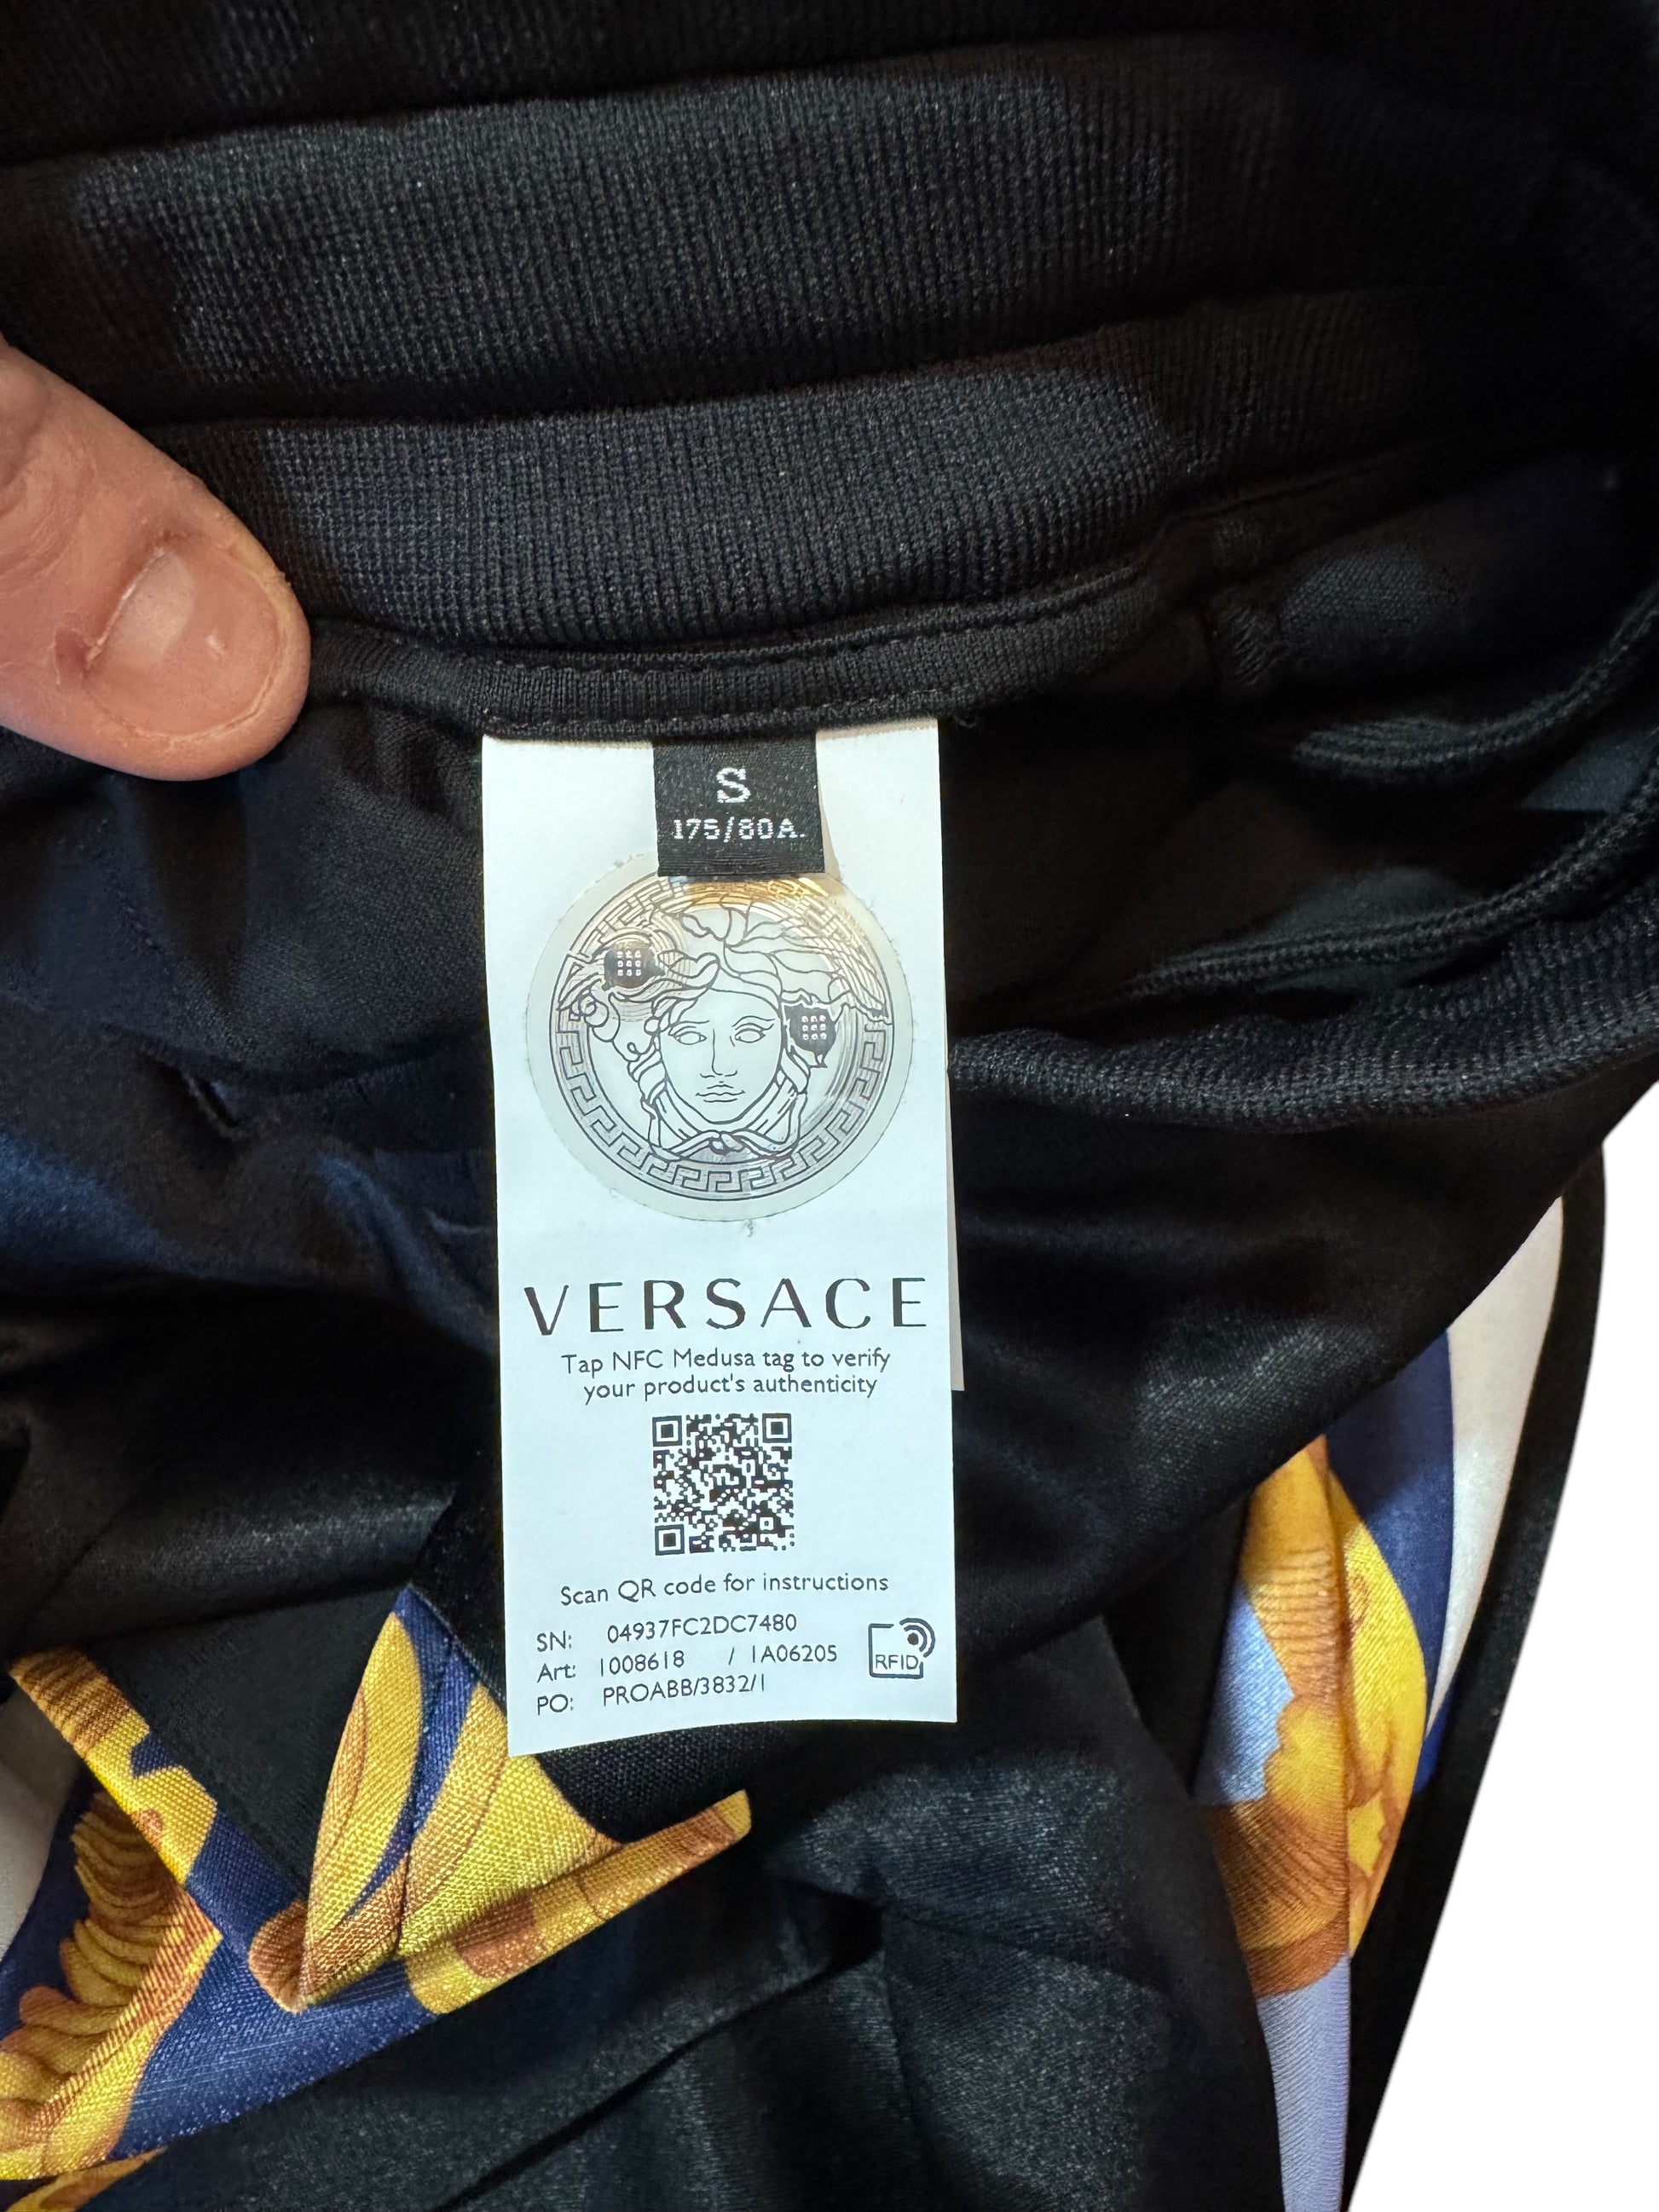 S
175/80A.
VERSACE
Tap NFC Medusa tag to verify
your product's authenticity
Scan QR code for instructions
SN: 04937FC2DC7480
Art: 1008618 / 1A06205
PO: PROABB/3832/1
RFID